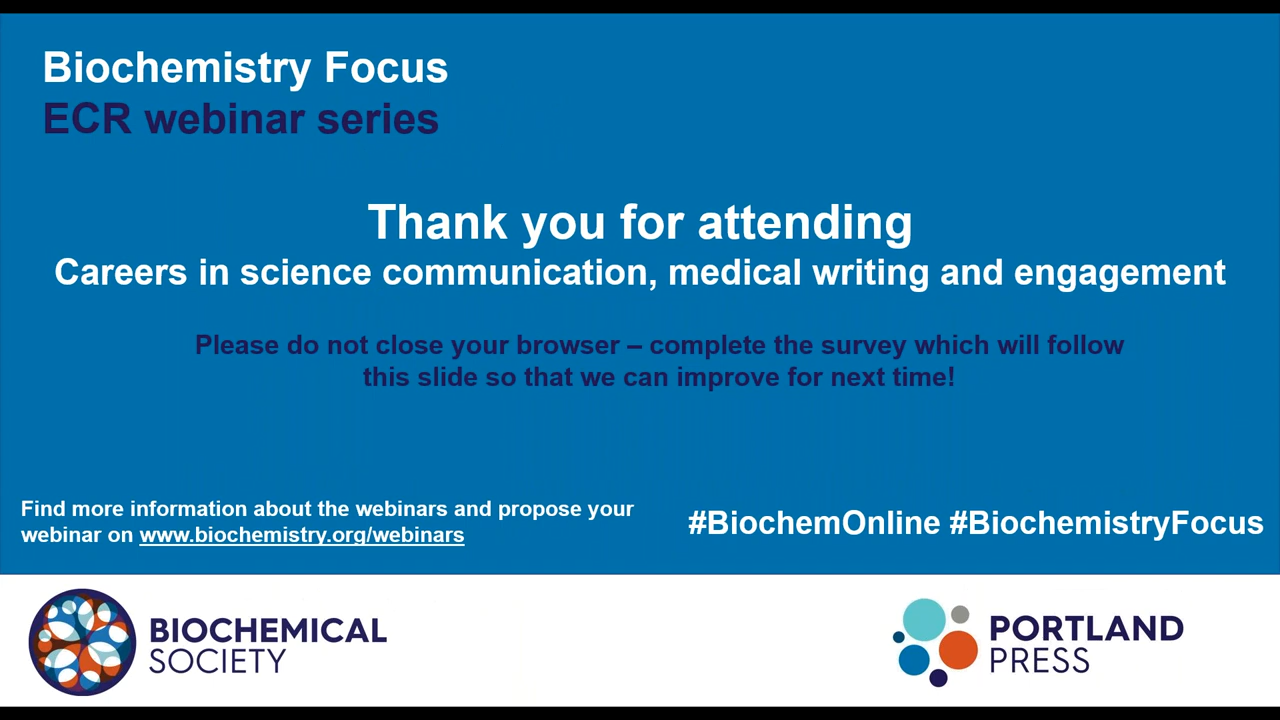 Biochemistry Focus
ECR webinar series
Thank you for attending
Careers in science communication, medical writing and engagement
Please do not close your browser – complete the survey which will follow
this slide so that we can improve for next time!
Find more information about the webinars and propose your
webinar on www.biochemistry.org/webinars
#BiochemOnline #BiochemistryFocus
BIOCHEMICAL
SOCIETY
PORTLAND
PRESS